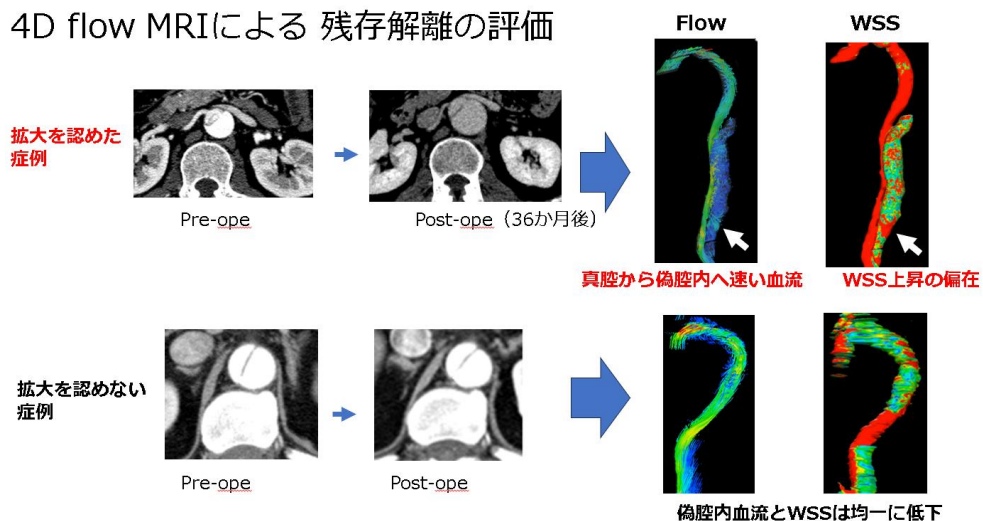 4D flow MRIによる 残存解離の評価
Flow
WSS
拡大を認めた
症例
Pre-ope
Post-ope（36か月後）
真腔から偽腔内へ速い血流
WSS上昇の偏在
拡大を認めない
症例
Pre-ope
Post-ope
偽腔内血流とWSSは均一に低下